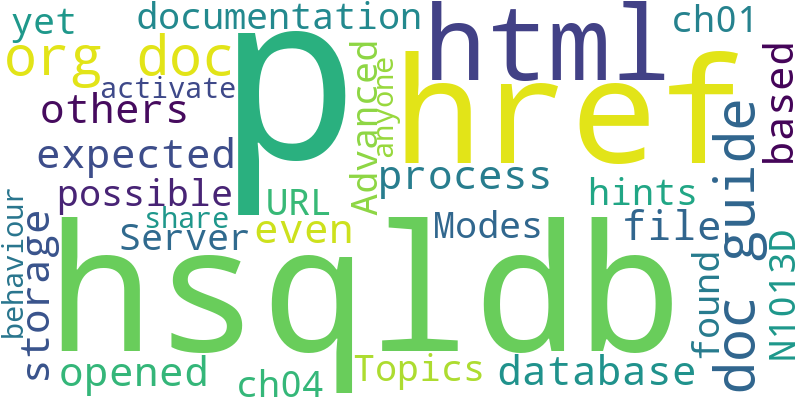 yet
documentation
html
ch01
org doc
p
href
activate
others
Advanced
anyone
based
expected
process
doc guide
possible
URL
hints
share
Server
even
Modes
file
behaviour
storage
hsqldb
found
N1013D
opened
ch04
Topics
database